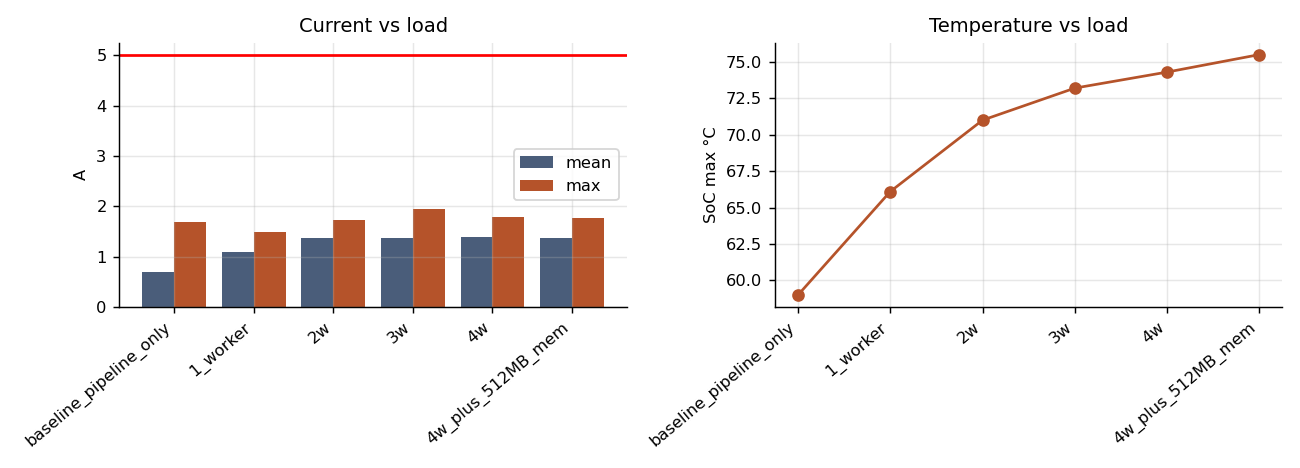 Current vs load
A
5
4
3
2
1
0
mean
max
baseline_pipeline_only
1_worker
2w
3w
4w
4w_plus_512MB_mem
Temperature vs load
SoC max °C
75.0
72.5
70.0
67.5
65.0
62.5
60.0
baseline_pipeline_only
1_worker
2w
3w
4w
4w_plus_512MB_mem